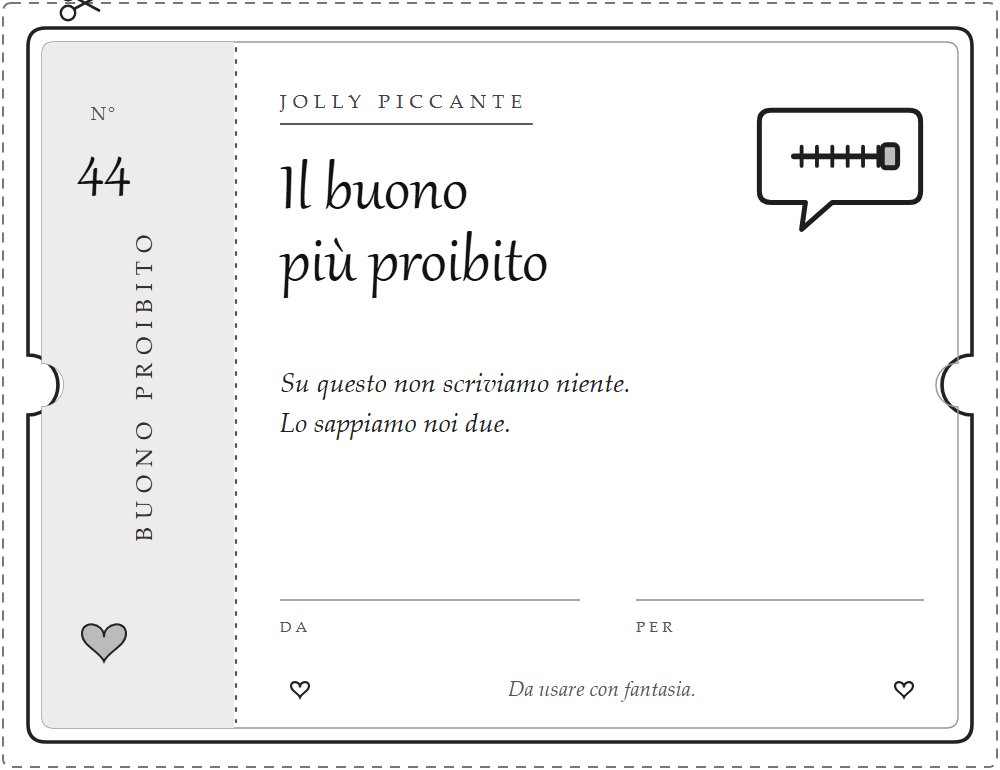 N°
44
BUONO PROIBITO
JOLLY PICCANTE
Il buono
più proibito
Su questo non scriviamo niente.
Lo sappiamo noi due.
DA
PER
Da usare con fantasia.